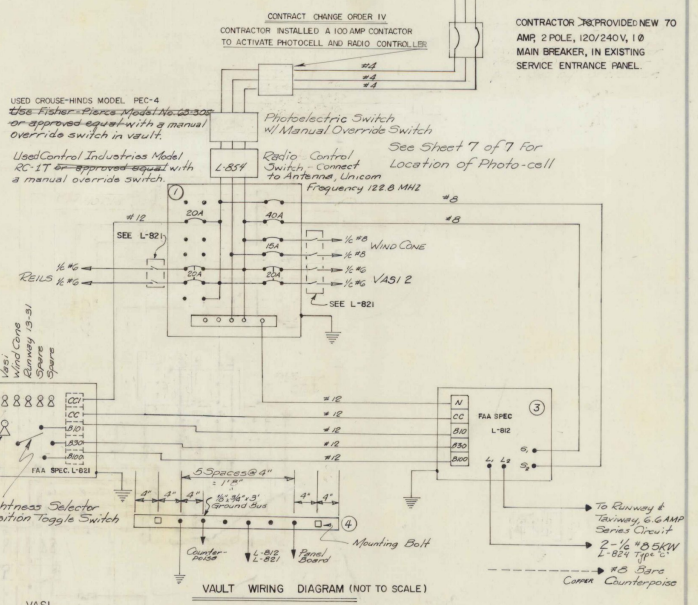 CONTRACT CHANGE ORDER IV
CONTRACTOR INSTALLED A 100 AMP CONTACTOR
TO ACTIVATE PHOTOCELL AND RADIO CONTROLLER
CONTRACTOR TO PROVIDED NEW 70
AMP, 2 POLE, 120/240V, 1Ø
MAIN BREAKER, IN EXISTING
SERVICE ENTRANCE PANEL.
#4
#4
#4
USED CROUSE-HINDS MODEL PEC-4
Use Fisher-Pierce Model No. 63305
or approved equal with a manual
override switch in vault.
Photoelectric Switch
w/ Manual Override Switch
See Sheet 7 of 7 For
Location of Photo-cell
Used Control Industries Model
RC-1T or approved equal with
a manual override switch.
L-854
Radio Control
Switch, - Connect
to Antenna, Unicom
Frequency 122.8 MHZ
1
#12
20A
40A
#8
#8
SEE L-821
15A
1/c #8
1/c #8
WIND CONE
REILS
1/c #6
1/c #6
20A
20A
1/c #6
1/c #6
VASI 2
SEE L-821
Vasi
Wind Cone
Runway 13-31
Spare
Spare
CC1
CC
B10
B30
B100
FAA SPEC. L-821
#12
#12
#12
#12
#12
N
CC
B10
B30
B100
FAA SPEC
L-812
3
L1 L2
S1
S2
5 Spaces @ 4"
= 1'8"
4" 4" 4"
4" 4"
Ground Bus
4
Mounting Bolt
Counter-
poise
L-812
L-821
Panel
Board
ghtness Selector
sition Toggle Switch
To Runway &
Taxiway, 6.6 AMP
Series Circuit
2-1/c #8 5KW
L-824 Type 'C'
#8 Bare
COPPER Counterpoise
VAULT WIRING DIAGRAM (NOT TO SCALE)
VASI